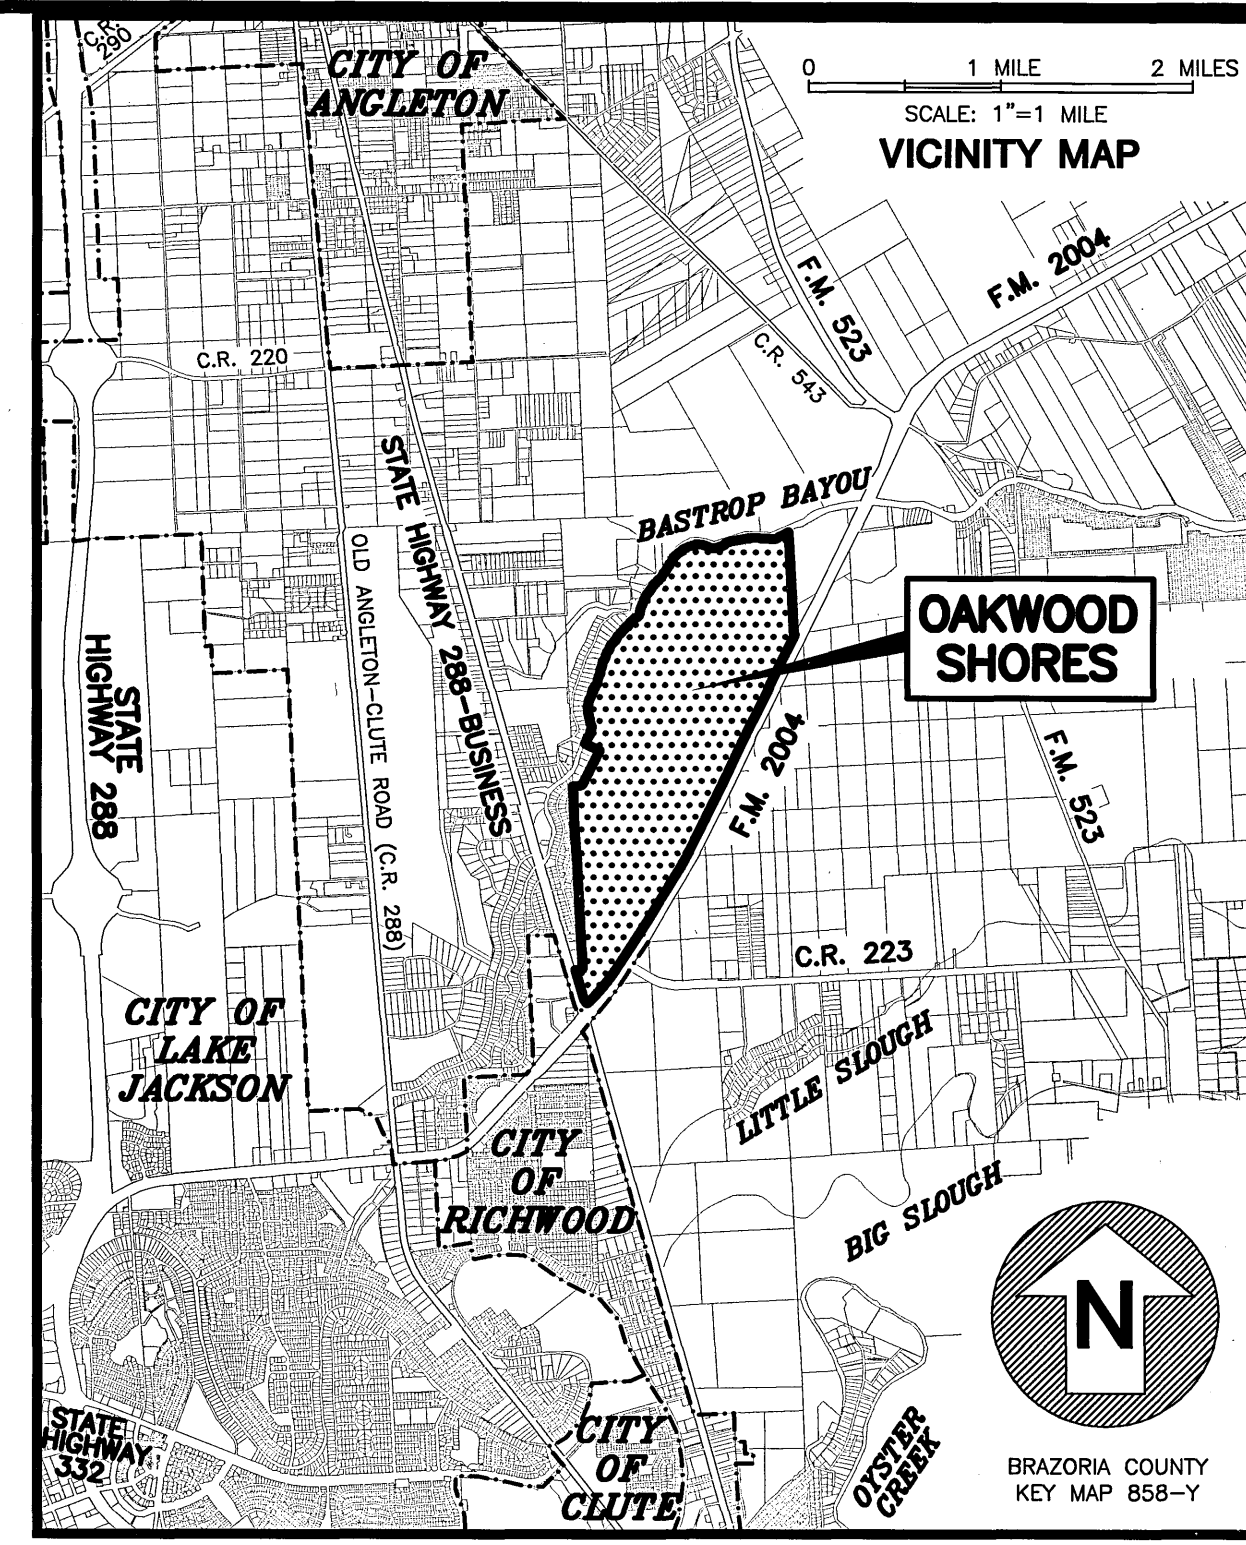 C.R.
290
CITY OF
ANGLETON
0 1 MILE 2 MILES
SCALE: 1"=1 MILE
VICINITY MAP
F.M. 2004
F.M. 523
C.R. 543
C.R. 220
STATE HIGHWAY 288-BUSINESS
BASTROP BAYOU
OLD ANGLETON-CLUTE ROAD (C.R. 288)
OAKWOOD
SHORES
STATE
HIGHWAY 288
F.M. 2004
F.M. 523
C.R. 223
CITY OF
LAKE
JACKSON
LITTLE SLOUGH
CITY
OF
RICHWOOD
BIG SLOUGH
N
STATE
HIGHWAY
332
CITY
OF
CLUTE
OYSTER
CREEK
BRAZORIA COUNTY
KEY MAP 858-Y